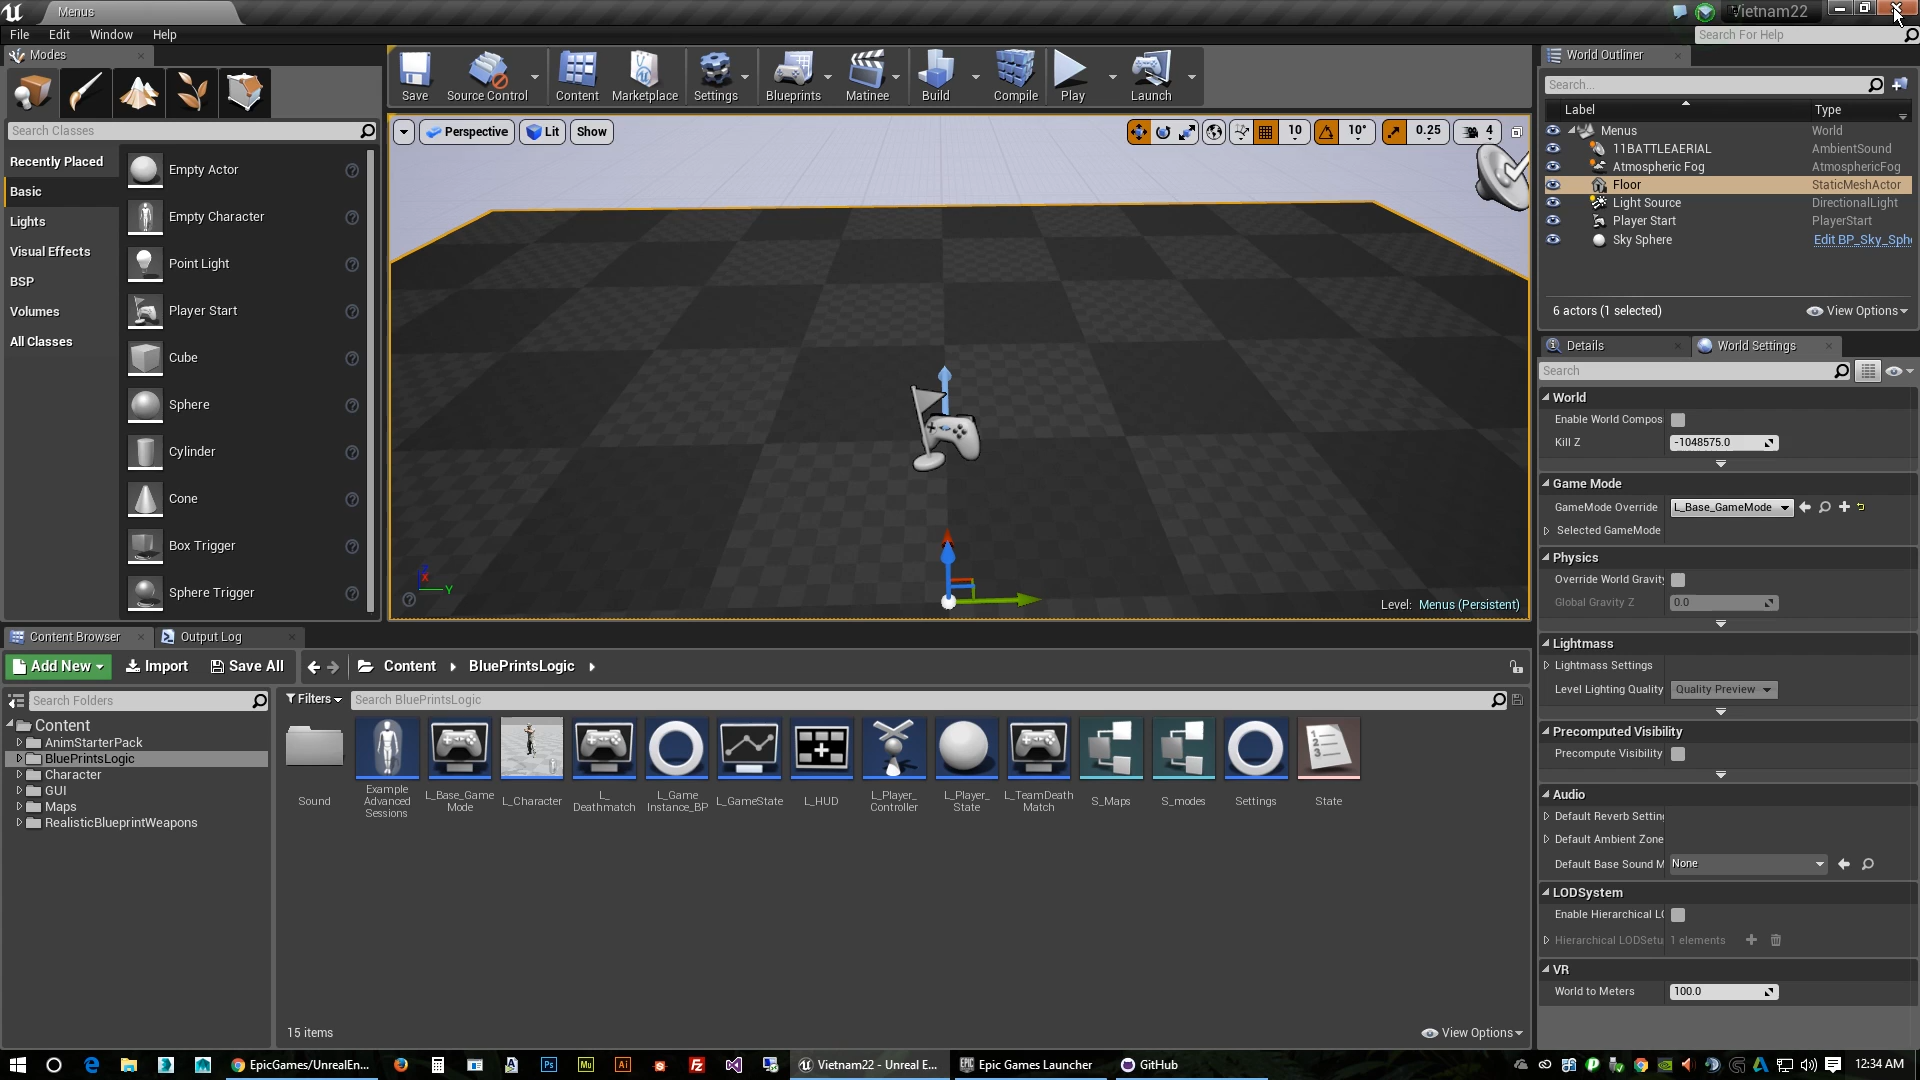 Menus
Vietnam22
File Edit Window Help
Search For Help
Modes
Search Classes
Recently Placed
Basic
Lights
Visual Effects
BSP
Volumes
All Classes
Empty Actor
Empty Character
Point Light
Player Start
Cube
Sphere
Cylinder
Cone
Box Trigger
Sphere Trigger
Save
Source Control
Content
Marketplace
Settings
Blueprints
Matinee
Build
Compile
Play
Launch
Perspective
Lit
Show
10
10°
0.25
4
X
Y
Level: Menus (Persistent)
World Outliner
Search...
Label Type
Menus World
11BATTLEAERIAL AmbientSound
Atmospheric Fog AtmosphericFog
Floor StaticMeshActor
Light Source DirectionalLight
Player Start PlayerStart
Sky Sphere Edit BP_Sky_Sph
6 actors (1 selected)
View Options
Details
World Settings
Search
World
Enable World Compos
Kill Z -1048575.0
Game Mode
GameMode Override L_Base_GameMode
Selected GameMode
Physics
Override World Gravit
Global Gravity Z 0.0
Lightmass
Lightmass Settings
Level Lighting Quality Quality Preview
Precomputed Visibility
Precompute Visibility
Audio
Default Reverb Settin
Default Ambient Zone
Default Base Sound M None
LODSystem
Enable Hierarchical L
Hierarchical LODSetu 1 elements
VR
World to Meters 100.0
Content Browser
Output Log
Add New
Import
Save All
Content
BluePrintsLogic
Search Folders
Filters
Search BluePrintsLogic
Content
AnimStarterPack
BluePrintsLogic
Character
GUI
Maps
RealisticBlueprintWeapons
Sound
Example Advanced Sessions
L_Base_Game Mode
L_Character
L_ Deathmatch
L_Game Instance_BP
L_GameState
L_HUD
L_Player_ Controller
L_Player_ State
L_TeamDeath Match
S_Maps
S_modes
Settings
State
15 items
View Options
EpicGames/UnrealEn...
Vietnam22 - Unreal E...
Epic Games Launcher
GitHub
12:34 AM